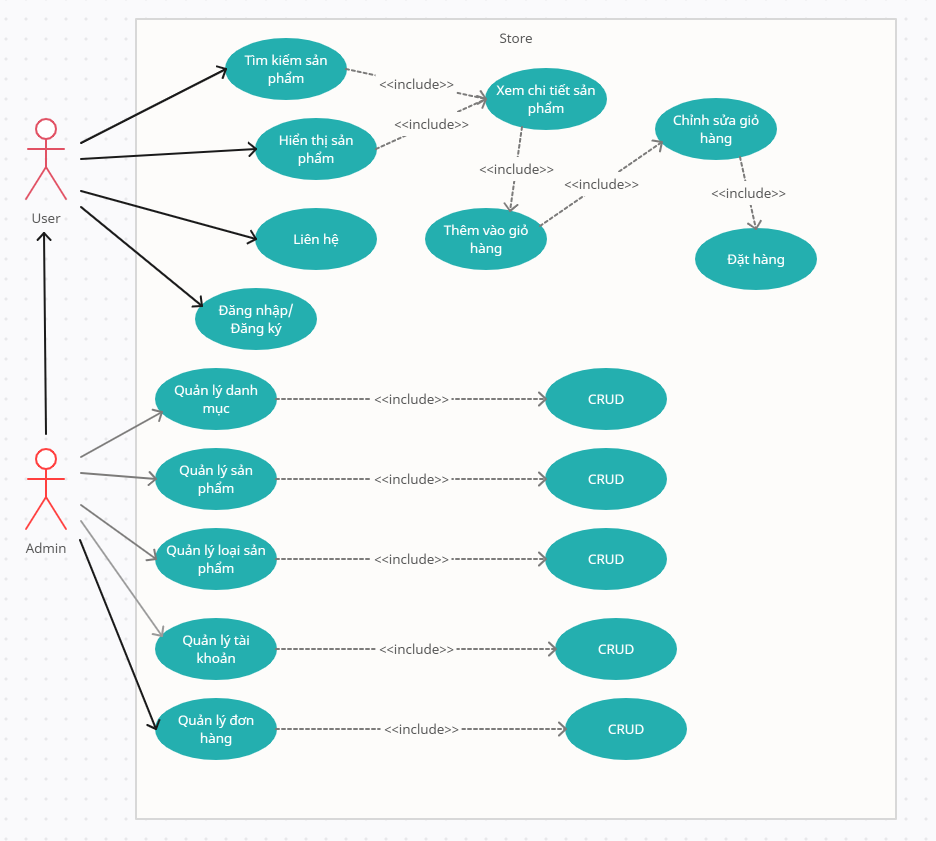 Store
Tìm kiếm sản
phẩm
<<include>>
Xem chi tiết sản
phẩm
Chỉnh sửa giỏ
hàng
<<include>>
Hiển thị sản
phẩm
<<include>>
<<include>>
<<include>>
User
Liên hệ
Thêm vào giỏ
hàng
Đặt hàng
Đăng nhập/
Đăng ký
Quản lý danh
mục
<<include>>
CRUD
Quản lý sản
phẩm
<<include>>
CRUD
Admin
Quản lý loại sản
phẩm
<<include>>
CRUD
Quản lý tài
khoản
<<include>>
CRUD
Quản lý đơn
hàng
<<include>>
CRUD